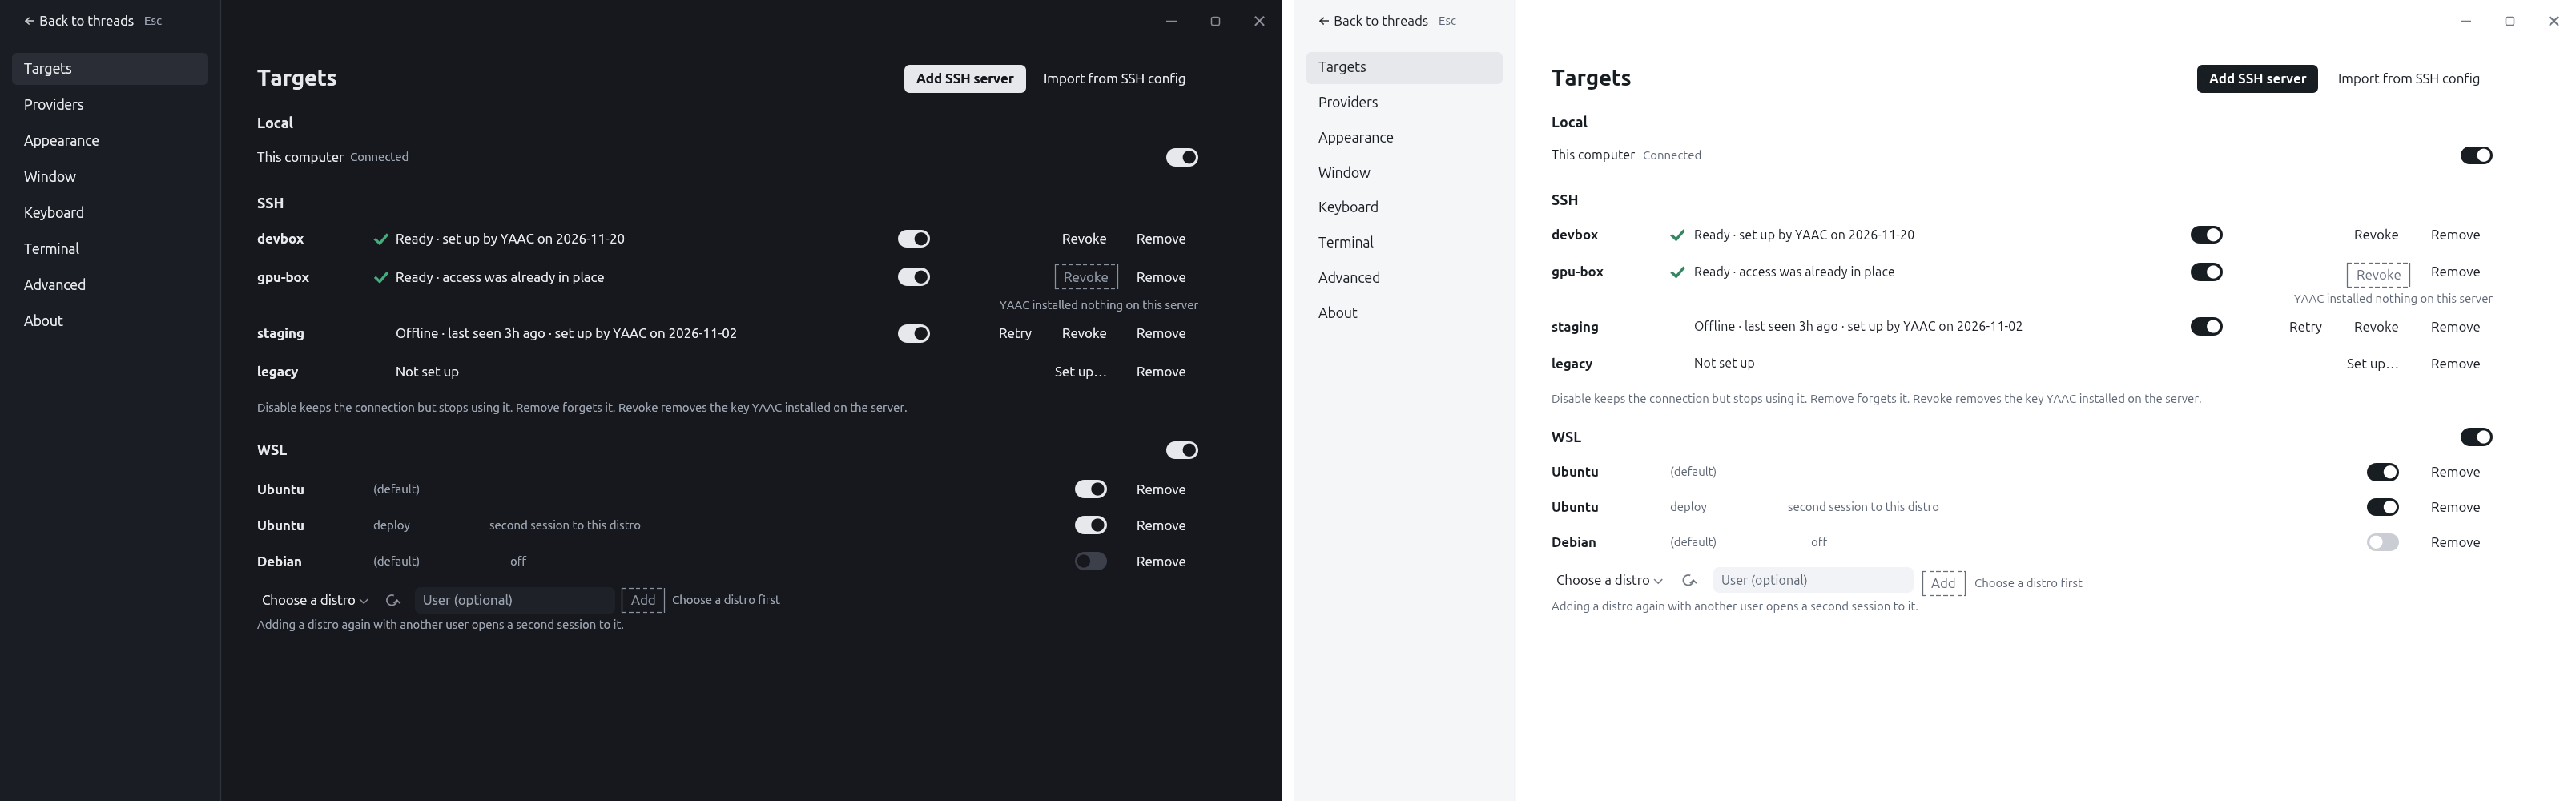 ← Back to threads Esc
Targets
Providers
Appearance
Window
Keyboard
Terminal
Advanced
About
Targets Add SSH server Import from SSH config
Local
This computer Connected
SSH
devbox Ready · set up by YAAC on 2026-11-20 Revoke Remove
gpu-box Ready · access was already in place Revoke Remove
YAAC installed nothing on this server
staging Offline · last seen 3h ago · set up by YAAC on 2026-11-02 Retry Revoke Remove
legacy Not set up Set up… Remove
Disable keeps the connection but stops using it. Remove forgets it. Revoke removes the key YAAC installed on the server.
WSL
Ubuntu (default) Remove
Ubuntu deploy second session to this distro Remove
Debian (default) off Remove
Choose a distro User (optional) Add Choose a distro first
Adding a distro again with another user opens a second session to it.
← Back to threads Esc
Targets
Providers
Appearance
Window
Keyboard
Terminal
Advanced
About
Targets Add SSH server Import from SSH config
Local
This computer Connected
SSH
devbox Ready · set up by YAAC on 2026-11-20 Revoke Remove
gpu-box Ready · access was already in place Revoke Remove
YAAC installed nothing on this server
staging Offline · last seen 3h ago · set up by YAAC on 2026-11-02 Retry Revoke Remove
legacy Not set up Set up… Remove
Disable keeps the connection but stops using it. Remove forgets it. Revoke removes the key YAAC installed on the server.
WSL
Ubuntu (default) Remove
Ubuntu deploy second session to this distro Remove
Debian (default) off Remove
Choose a distro User (optional) Add Choose a distro first
Adding a distro again with another user opens a second session to it.